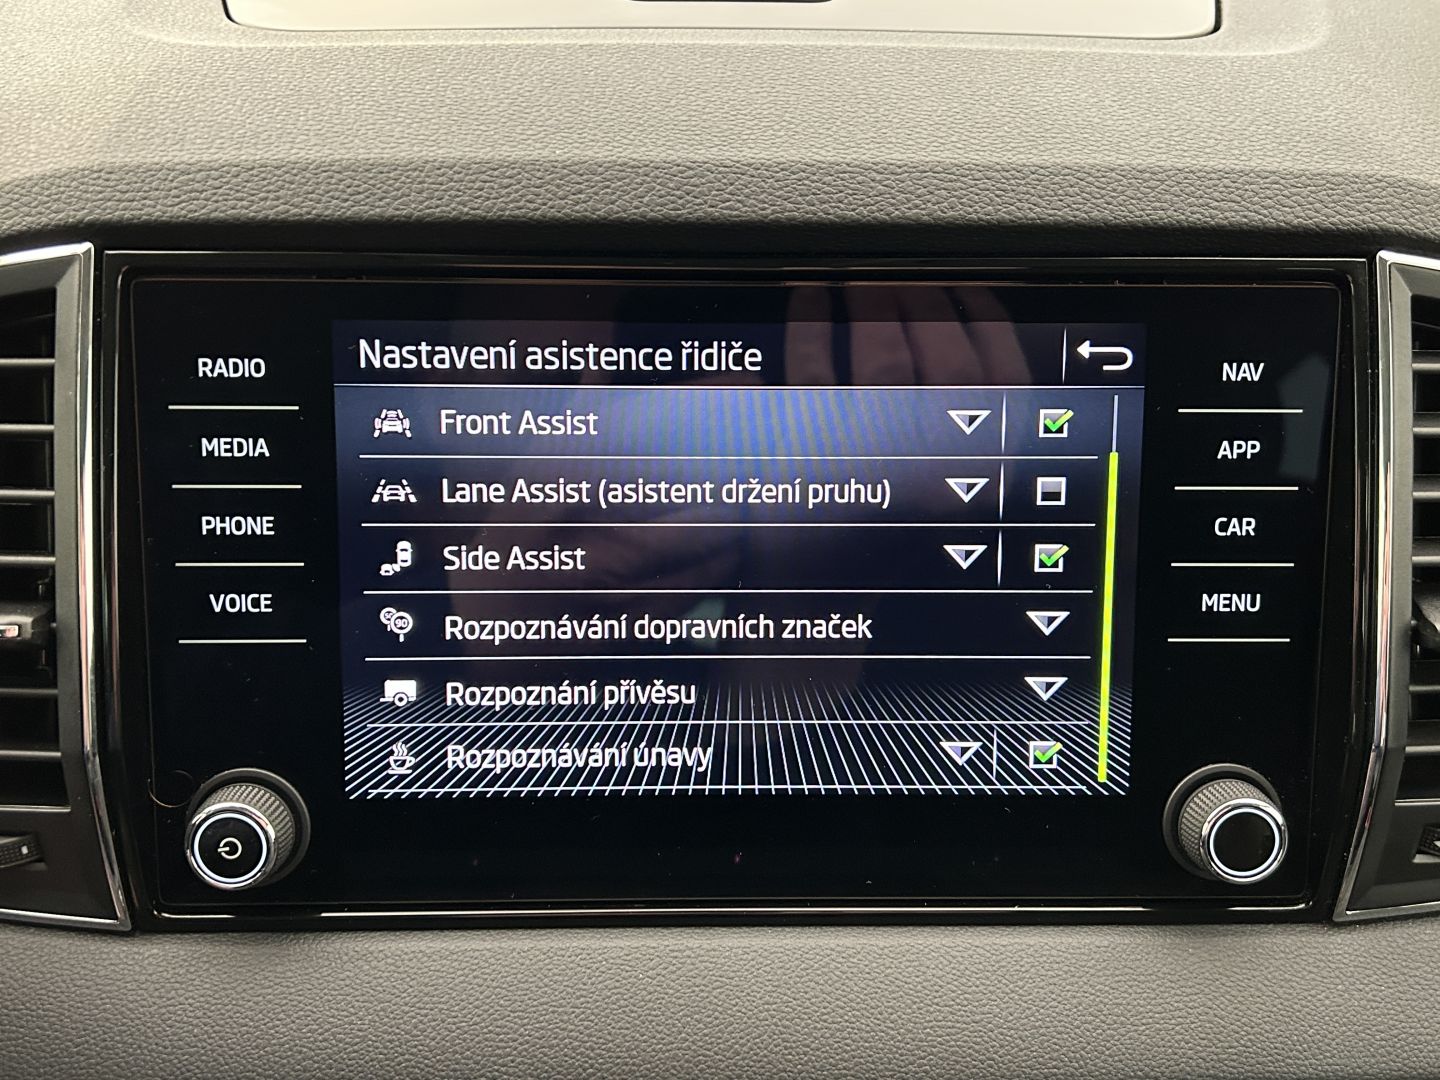 Nastavení asistence řidiče
RADIO
MEDIA
PHONE
VOICE
Front Assist
Lane Assist (asistent držení pruhu)
Side Assist
90
Rozpoznávání dopravních značek
Rozpoznání přívěsu
Rozpoznávání únavy
NAV
APP
CAR
MENU